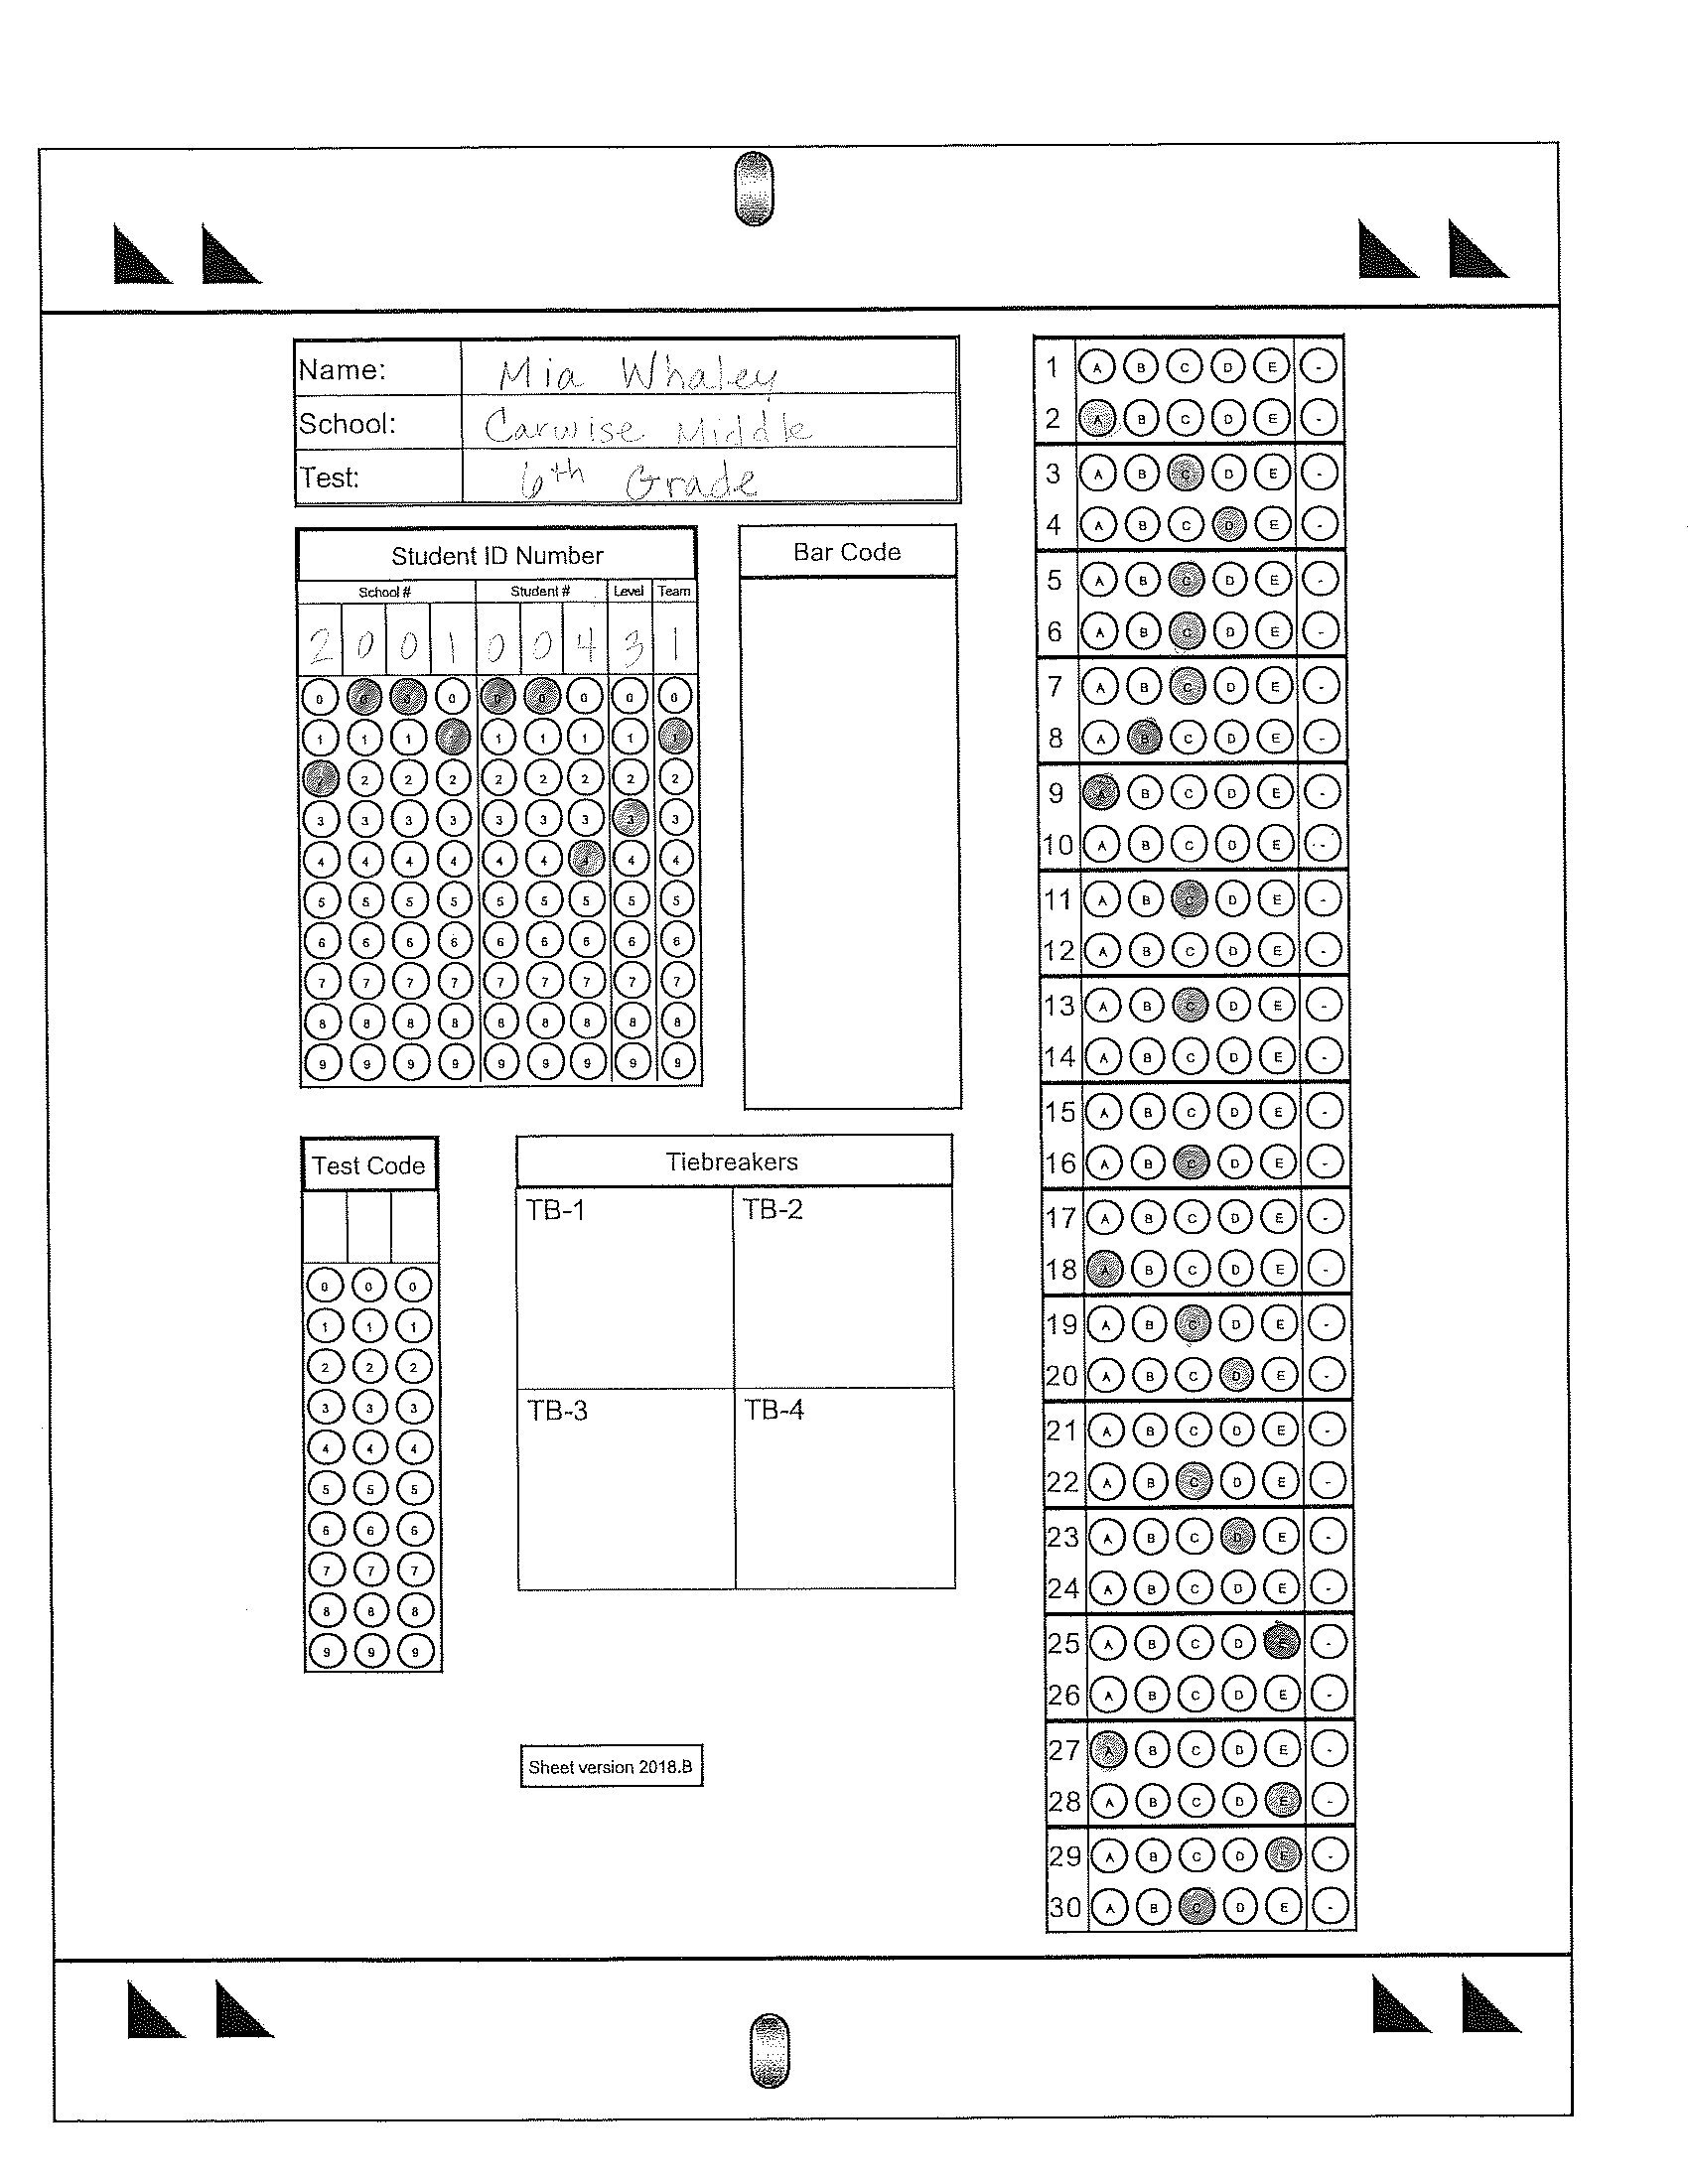 Name: Mia Whaley
School: Carwise Middle
Test: 6th Grade
Student ID Number
School # Student # Level Team
2 0 0 1 0 0 4 3 1
0 0 0 0 0 0 0 0 0
1 1 1 1 1 1 1 1 1
2 2 2 2 2 2 2 2 2
3 3 3 3 3 3 3 3 3
4 4 4 4 4 4 4 4 4
5 5 5 5 5 5 5 5 5
6 6 6 6 6 6 6 6 6
7 7 7 7 7 7 7 7 7
8 8 8 8 8 8 8 8 8
9 9 9 9 9 9 9 9 9
Bar Code
Test Code
0 0 0
1 1 1
2 2 2
3 3 3
4 4 4
5 5 5
6 6 6
7 7 7
8 8 8
9 9 9
Tiebreakers
TB-1 TB-2
TB-3 TB-4
Sheet version 2018.B
1 A B C D E -
2 A B C D E -
3 A B C D E -
4 A B C D E -
5 A B C D E -
6 A B C D E -
7 A B C D E -
8 A B C D E -
9 A B C D E -
10 A B C D E -
11 A B C D E -
12 A B C D E -
13 A B C D E -
14 A B C D E -
15 A B C D E -
16 A B C D E -
17 A B C D E -
18 A B C D E -
19 A B C D E -
20 A B C D E -
21 A B C D E -
22 A B C D E -
23 A B C D E -
24 A B C D E -
25 A B C D E -
26 A B C D E -
27 A B C D E -
28 A B C D E -
29 A B C D E -
30 A B C D E -